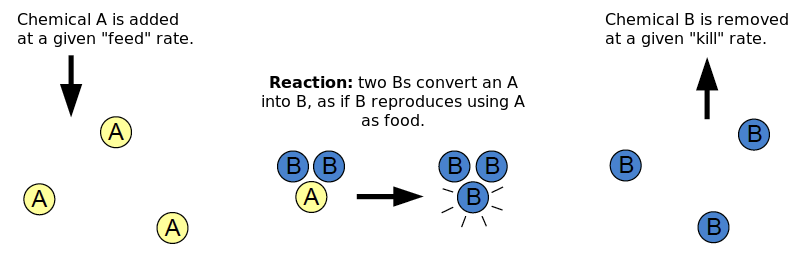 Chemical A is added
at a given "feed" rate.
A
A
A
Reaction: two Bs convert an A
into B, as if B reproduces using A
as food.
B B
A
B B
B
Chemical B is removed
at a given "kill" rate.
B
B
B